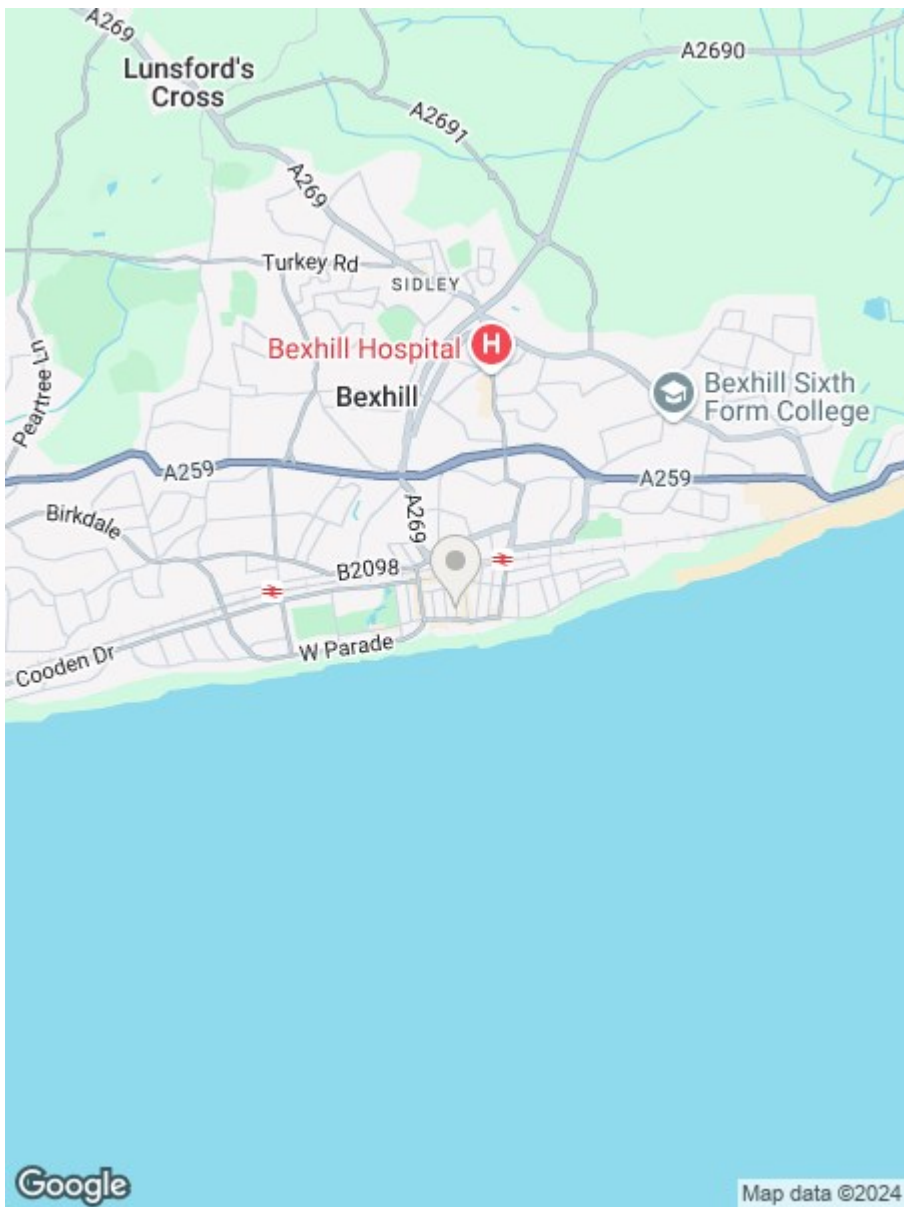 A269
A2690
Lunsford's
Cross
A2691
A269
Turkey Rd
SIDLEY
Peartree Ln
Bexhill Hospital
H
Bexhill
Bexhill Sixth
Form College
A259
A259
Birkdale
A269
B2098
W Parade
Cooden Dr
Google
Map data ©2024